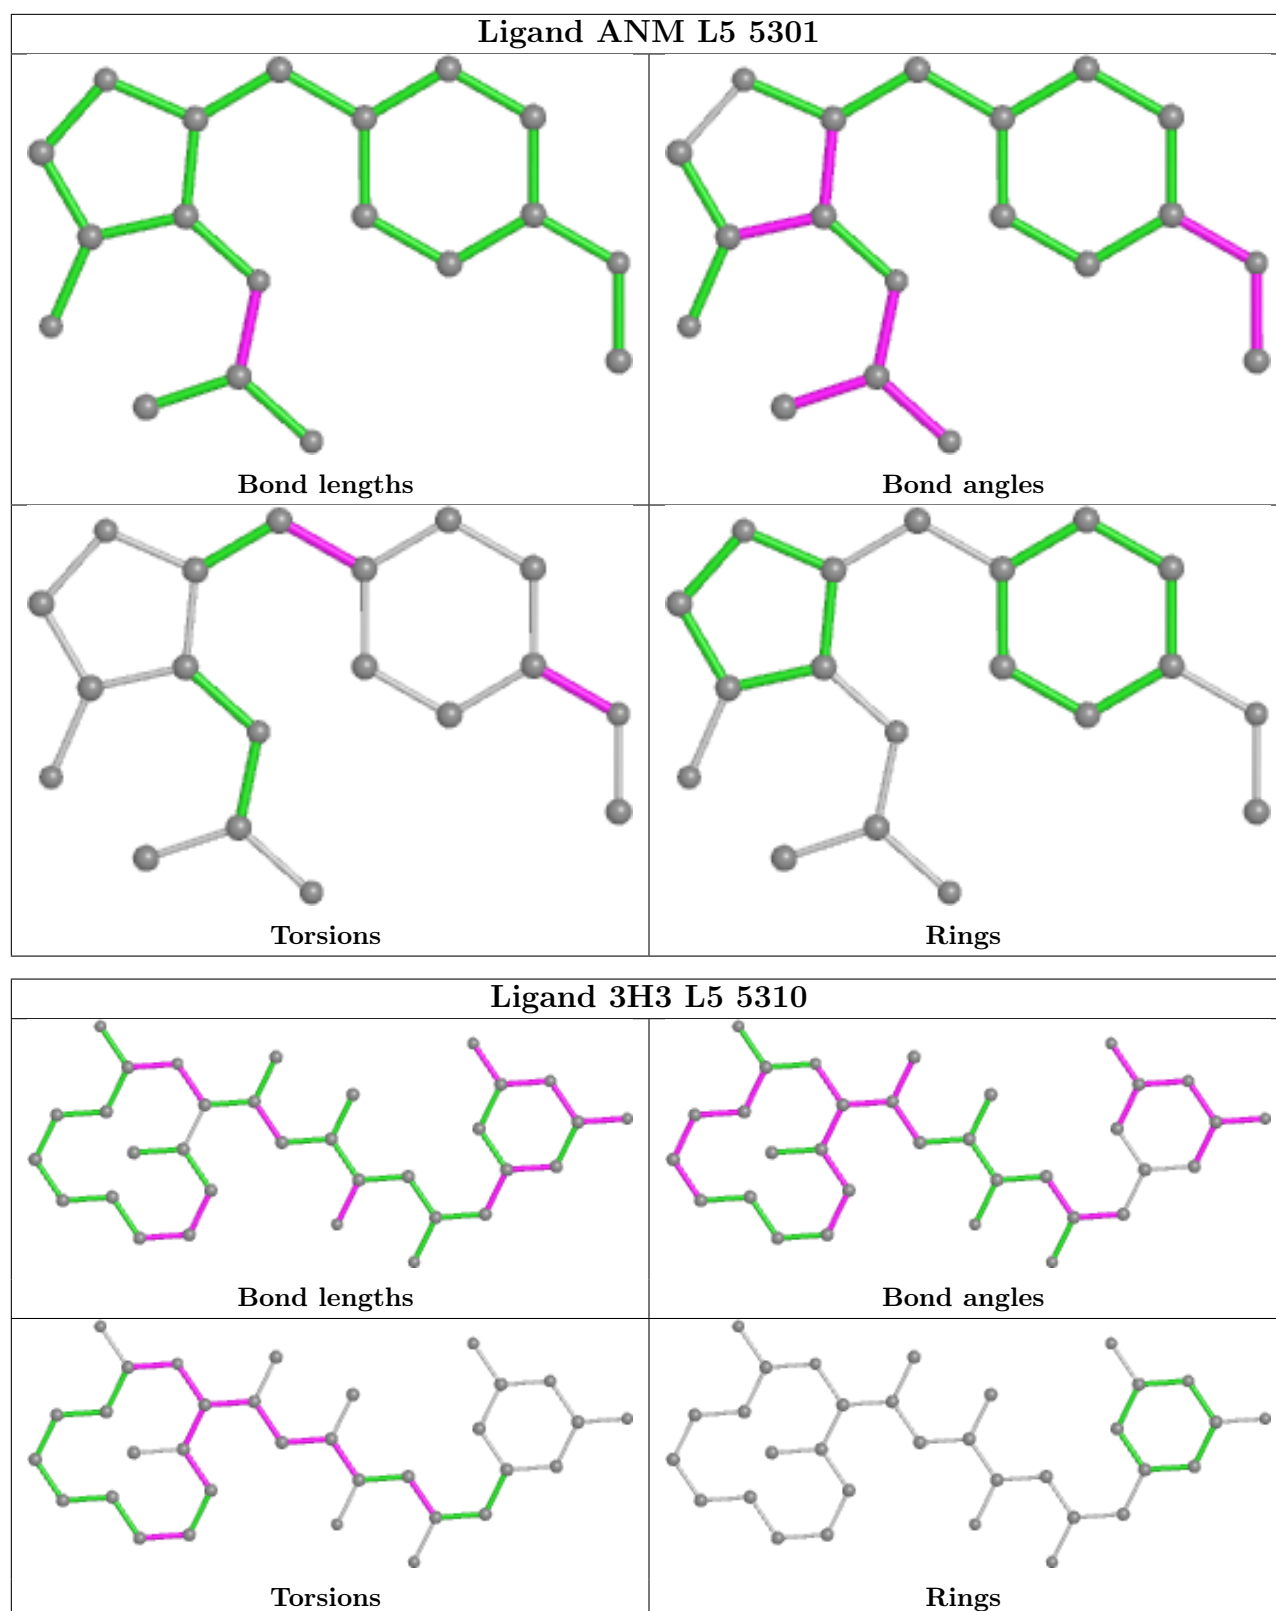 Ligand ANM L5 5301
Bond lengths
Bond angles
Torsions
Rings
Ligand 3H3 L5 5310
Bond lengths
Bond angles
Torsions
Rings